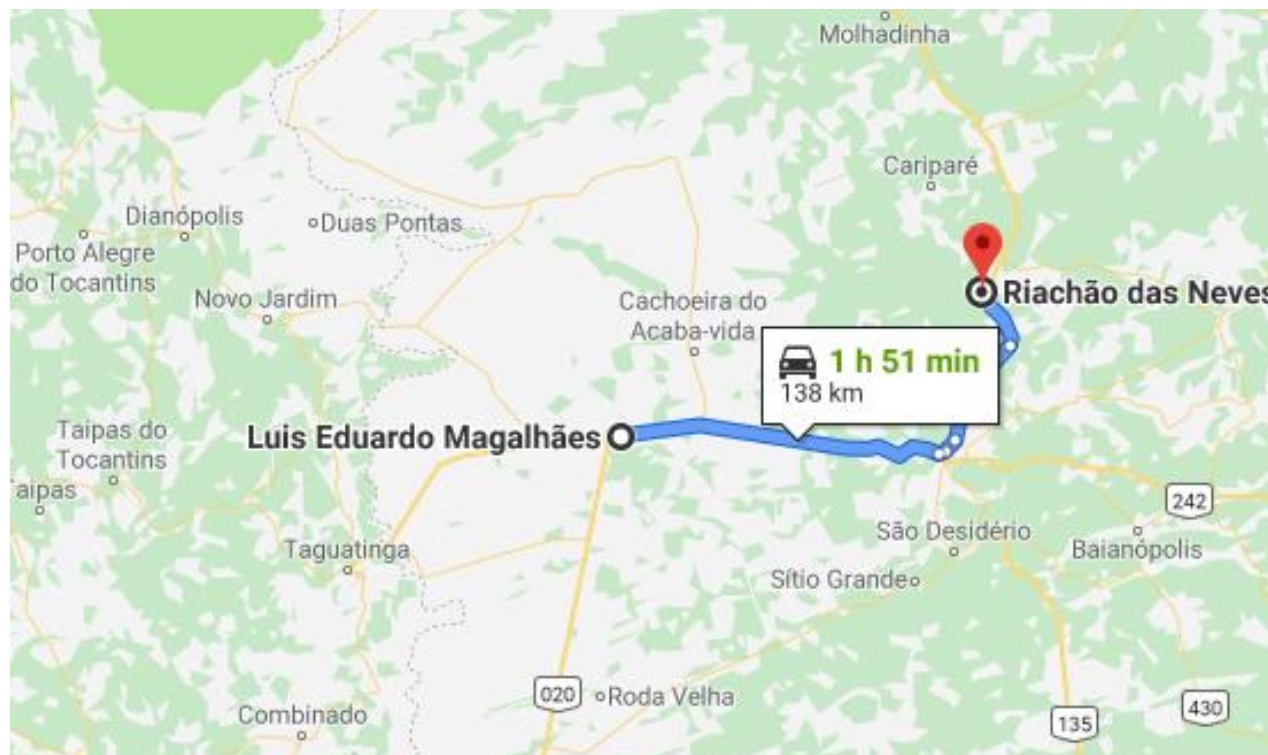 Molhadinha
Cariparé
Dianópolis
Duas Pontas
Porto Alegre
do Tocantins
Riachão das Neves
Novo Jardim
Cachoeira do
Acaba-vida
1 h 51 min
138 km
Luis Eduardo Magalhães
Taipas do
Tocantins
aipas
242
São Desidério
Baianópolis
Taguatinga
Sítio Grande
020
Roda Velha
430
Combinado
135